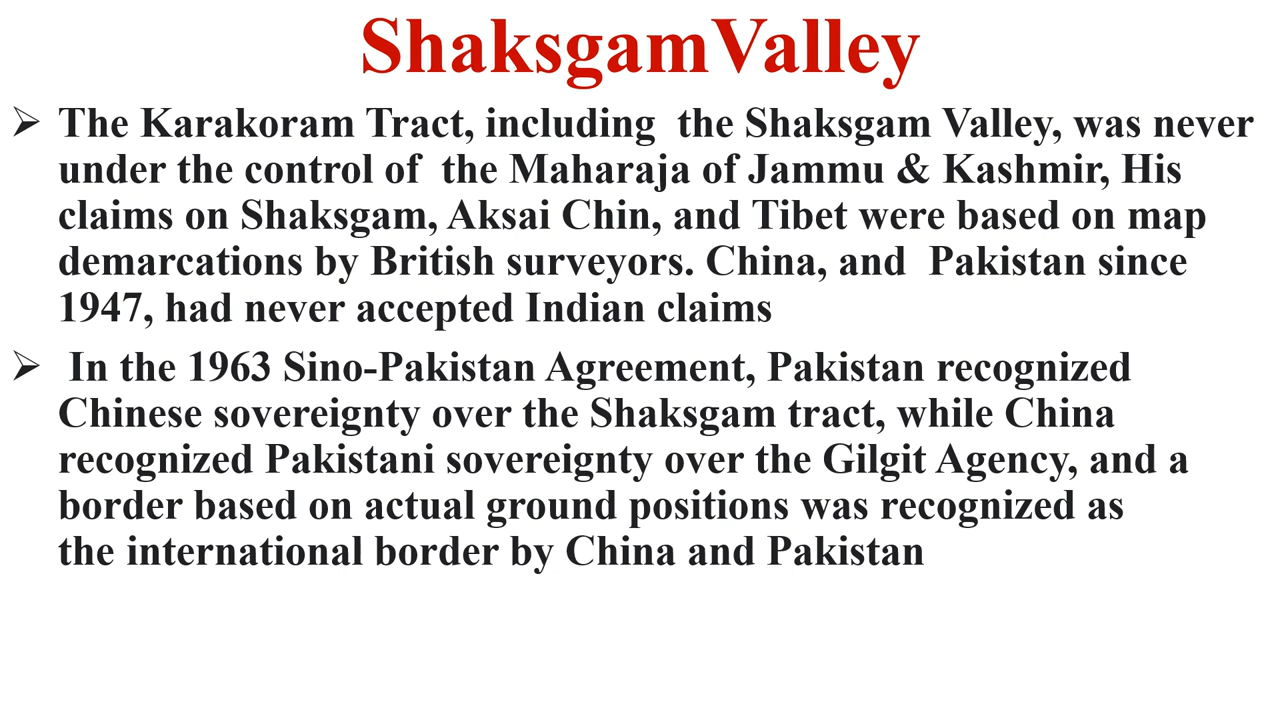 ShaksgamValley
➢ The Karakoram Tract, including the Shaksgam Valley, was never
under the control of the Maharaja of Jammu & Kashmir, His
claims on Shaksgam, Aksai Chin, and Tibet were based on map
demarcations by British surveyors. China, and Pakistan since
1947, had never accepted Indian claims
➢ In the 1963 Sino-Pakistan Agreement, Pakistan recognized
Chinese sovereignty over the Shaksgam tract, while China
recognized Pakistani sovereignty over the Gilgit Agency, and a
border based on actual ground positions was recognized as
the international border by China and Pakistan